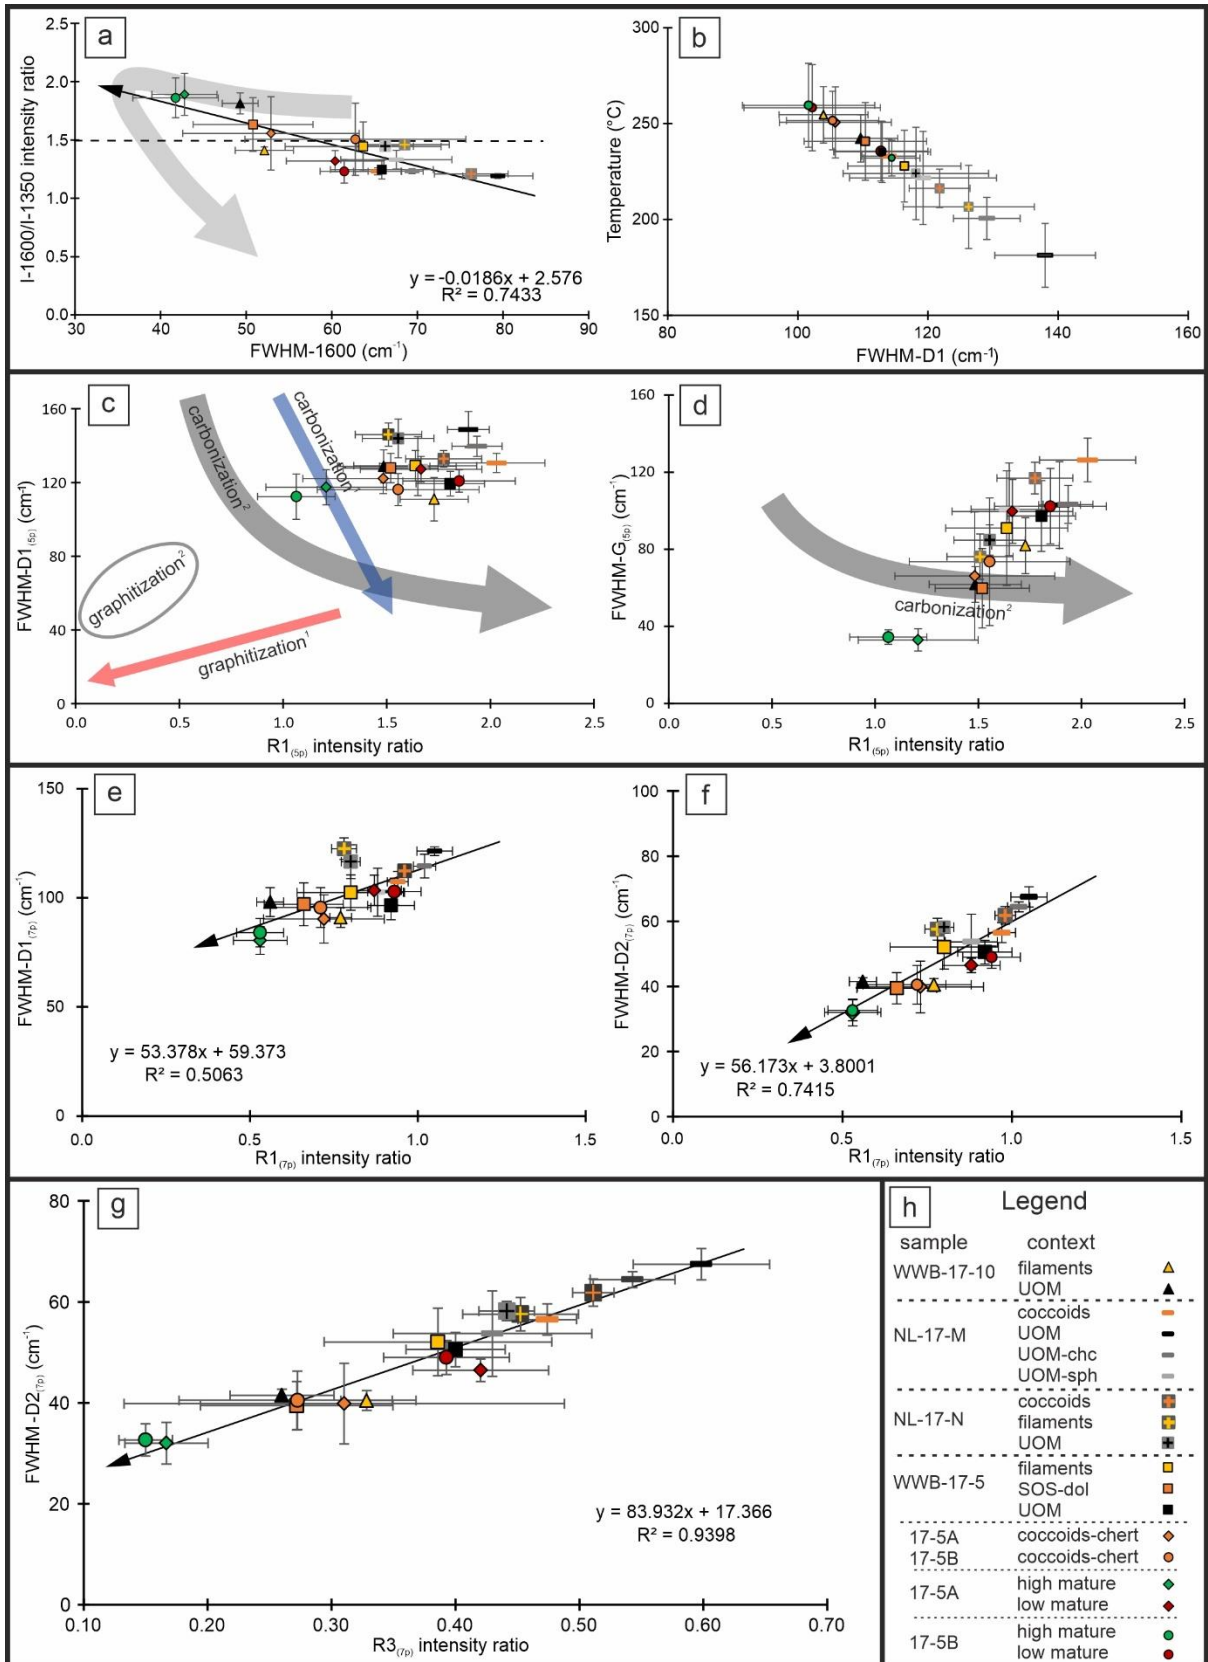 a
I-1600/I-1350 intensity ratio
2.5
2.0
1.5
1.0
0.5
0.0
30 40 50 60 70 80 90
FWHM-1600 (cm⁻¹)
y = -0.0186x + 2.576
R² = 0.7433
b
Temperature (°C)
300
250
200
150
80 100 120 140 160
FWHM-D1 (cm⁻¹)
c
FWHM-D1(5p) (cm⁻¹)
160
120
80
40
0
carbonization²
carbonization¹
graphitization²
graphitization¹
0.0 0.5 1.0 1.5 2.0 2.5
R1(5p) intensity ratio
d
FWHM-G(5p) (cm⁻¹)
160
120
80
40
0
carbonization²
0.0 0.5 1.0 1.5 2.0 2.5
R1(5p) intensity ratio
e
FWHM-D1(7p) (cm⁻¹)
150
100
50
0
y = 53.378x + 59.373
R² = 0.5063
0.0 0.5 1.0 1.5
R1(7p) intensity ratio
f
FWHM-D2(7p) (cm⁻¹)
100
80
60
40
20
0
y = 56.173x + 3.8001
R² = 0.7415
0.0 0.5 1.0 1.5
R1(7p) intensity ratio
g
FWHM-D2(7p) (cm⁻¹)
80
60
40
20
0
y = 83.932x + 17.366
R² = 0.9398
0.10 0.20 0.30 0.40 0.50 0.60 0.70
R3(7p) intensity ratio
h Legend
sample context
WWB-17-10 filaments
UOM
NL-17-M coccoids
UOM
UOM-chc
UOM-sph
NL-17-N coccoids
filaments
UOM
WWB-17-5 filaments
SOS-dol
UOM
17-5A coccoids-chert
17-5B coccoids-chert
17-5A high mature
low mature
17-5B high mature
low mature